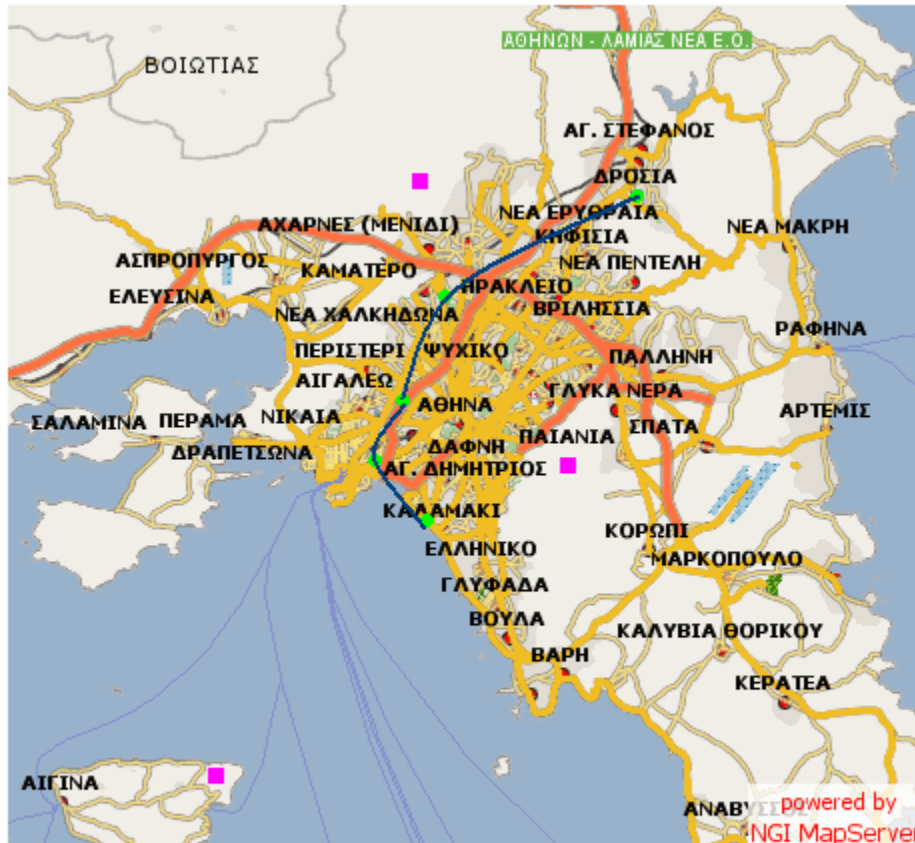 ΑΘΗΝΩΝ - ΛΑΜΙΑΣ ΝΕΑ Ε.Ο.
ΒΟΙΩΤΙΑΣ
ΑΓ. ΣΤΕΦΑΝΟΣ
ΔΡΟΣΙΑ
ΝΕΑ ΕΡΥΘΡΑΙΑ
ΑΧΑΡΝΕΣ (ΜΕΝΙΔΙ)
ΝΕΑ ΜΑΚΡΗ
ΚΗΦΙΣΙΑ
ΑΣΠΡΟΠΥΡΓΟΣ
ΚΑΜΑΤΕΡΟ
ΝΕΑ ΠΕΝΤΕΛΗ
ΗΡΑΚΛΕΙΟ
ΕΛΕΥΣΙΝΑ
ΝΕΑ ΧΑΛΚΗΔΩΝΑ
ΒΡΙΛΗΣΣΙΑ
ΡΑΦΗΝΑ
ΠΕΡΙΣΤΕΡΙ
ΨΥΧΙΚΟ
ΠΑΛΛΗΝΗ
ΑΙΓΑΛΕΩ
ΓΛΥΚΑ ΝΕΡΑ
ΑΘΗΝΑ
ΑΡΤΕΜΙΣ
ΣΑΛΑΜΙΝΑ
ΠΕΡΑΜΑ
ΝΙΚΑΙΑ
ΣΠΑΤΑ
ΠΑΙΑΝΙΑ
ΔΑΦΝΗ
ΔΡΑΠΕΤΣΩΝΑ
ΑΓ. ΔΗΜΗΤΡΙΟΣ
ΚΑΛΑΜΑΚΙ
ΚΟΡΩΠΙ
ΕΛΛΗΝΙΚΟ
ΜΑΡΚΟΠΟΥΛΟ
ΓΛΥΦΑΔΑ
ΒΟΥΛΑ
ΚΑΛΥΒΙΑ ΘΟΡΙΚΟΥ
ΒΑΡΗ
ΚΕΡΑΤΕΑ
ΑΙΓΙΝΑ
ΑΝΑΒΥΣΣΟΣ
powered by
NGI MapServer